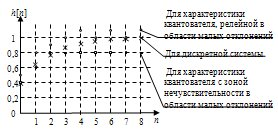 h[n]
Для характеристики
квантователя, релейной в
области малых отклонений
1
0,8
Для дискретной системы
0,6
Для характеристики
квантователя с зоной
нечувствительности в
области малых отклонений
0,4
0,2
0
1 2 3 4 5 6 7 8 n